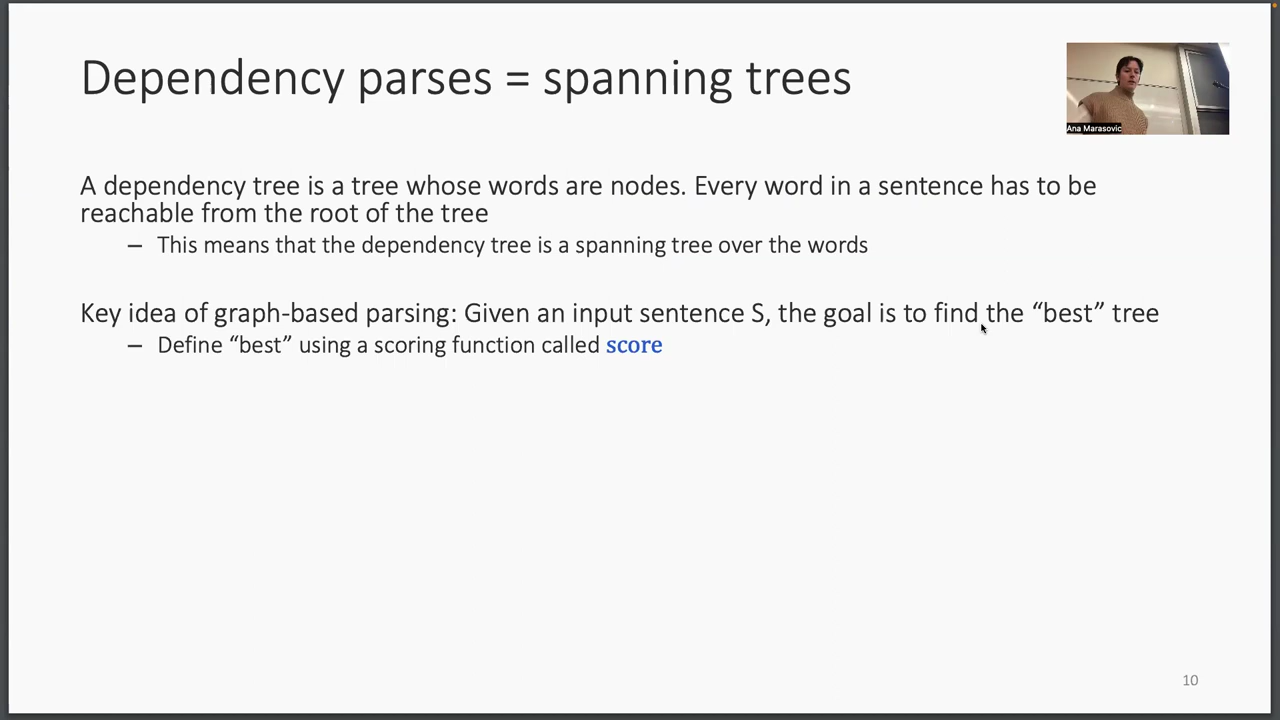 Dependency parses = spanning trees
Ana Marasovic
A dependency tree is a tree whose words are nodes. Every word in a sentence has to be
reachable from the root of the tree
– This means that the dependency tree is a spanning tree over the words
Key idea of graph-based parsing: Given an input sentence S, the goal is to find the “best” tree
– Define “best” using a scoring function called score
10